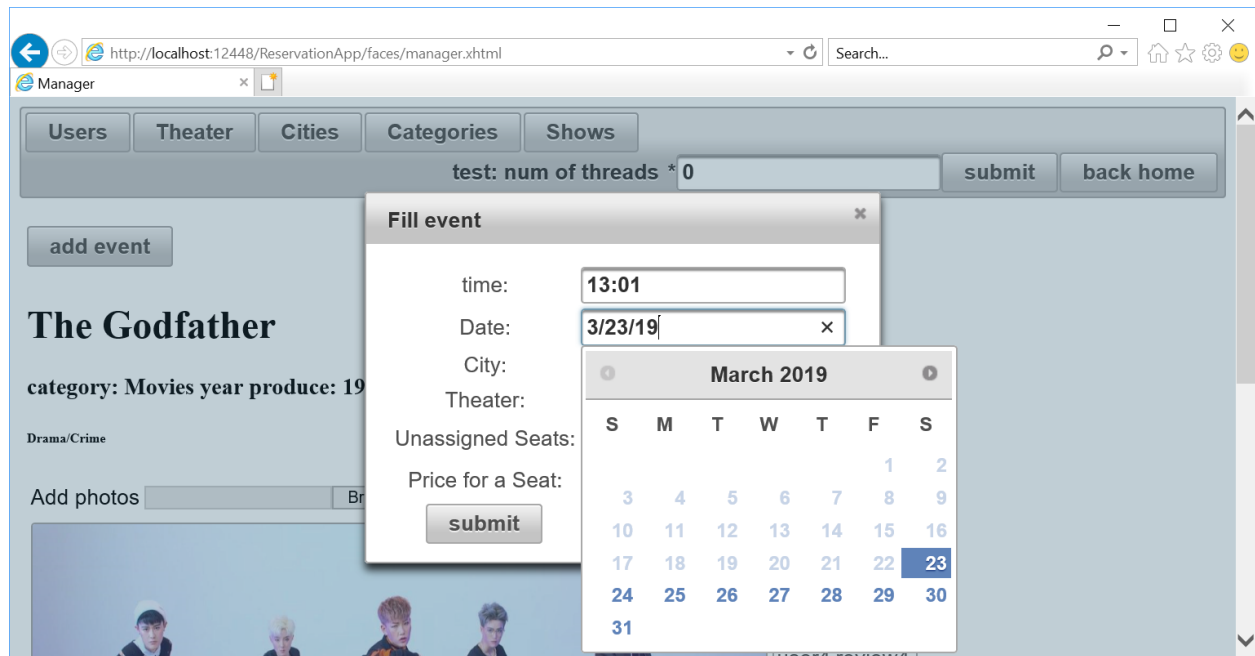 http://localhost:12448/ReservationApp/faces/manager.xhtml
Search...
Manager
Users Theater Cities Categories Shows
test: num of threads * 0 submit back home
Fill event
add event
time: 13:01
Date: 3/23/19
The Godfather
City:
category: Movies year produce: 19
Theater:
Drama/Crime
Unassigned Seats:
Price for a Seat:
Add photos
submit
March 2019
S M T W T F S
1 2
3 4 5 6 7 8 9
10 11 12 13 14 15 16
17 18 19 20 21 22 23
24 25 26 27 28 29 30
31